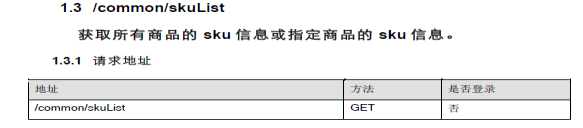 1.3 /common/skuList
获取所有商品的 sku 信息或指定商品的 sku 信息。
1.3.1 请求地址
地址 方法 是否登录
/common/skuList GET 否